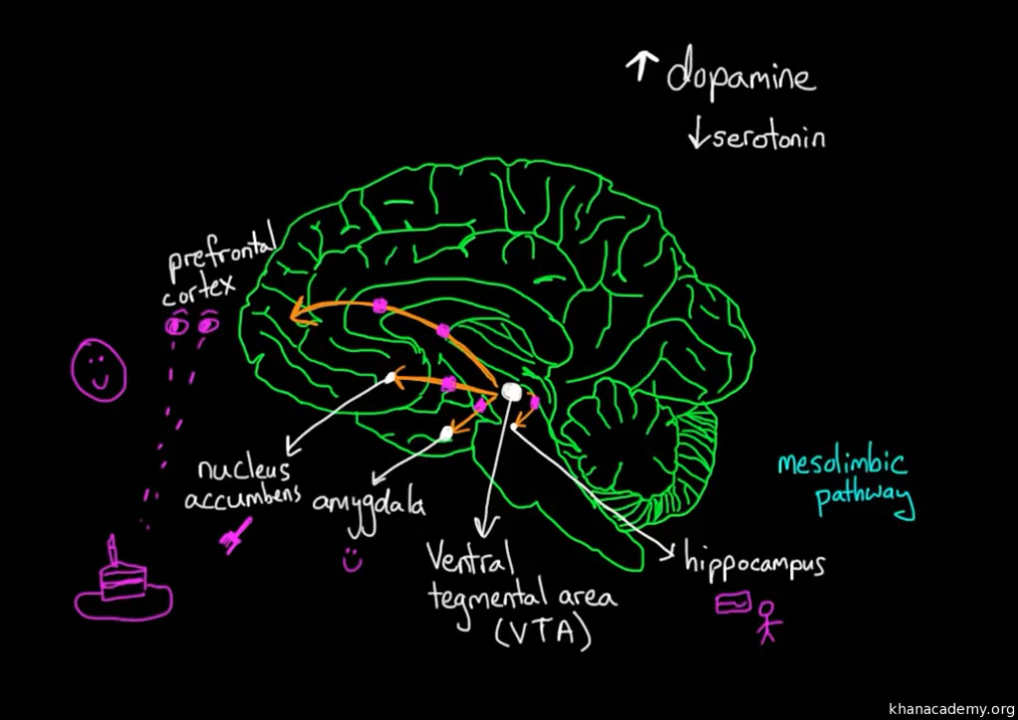 ↑ dopamine
↓ serotonin
prefrontal
cortex
nucleus
accumbens
amygdala
Ventral
tegmental area
(VTA)
hippocampus
mesolimbic
pathway
khanacademy.org